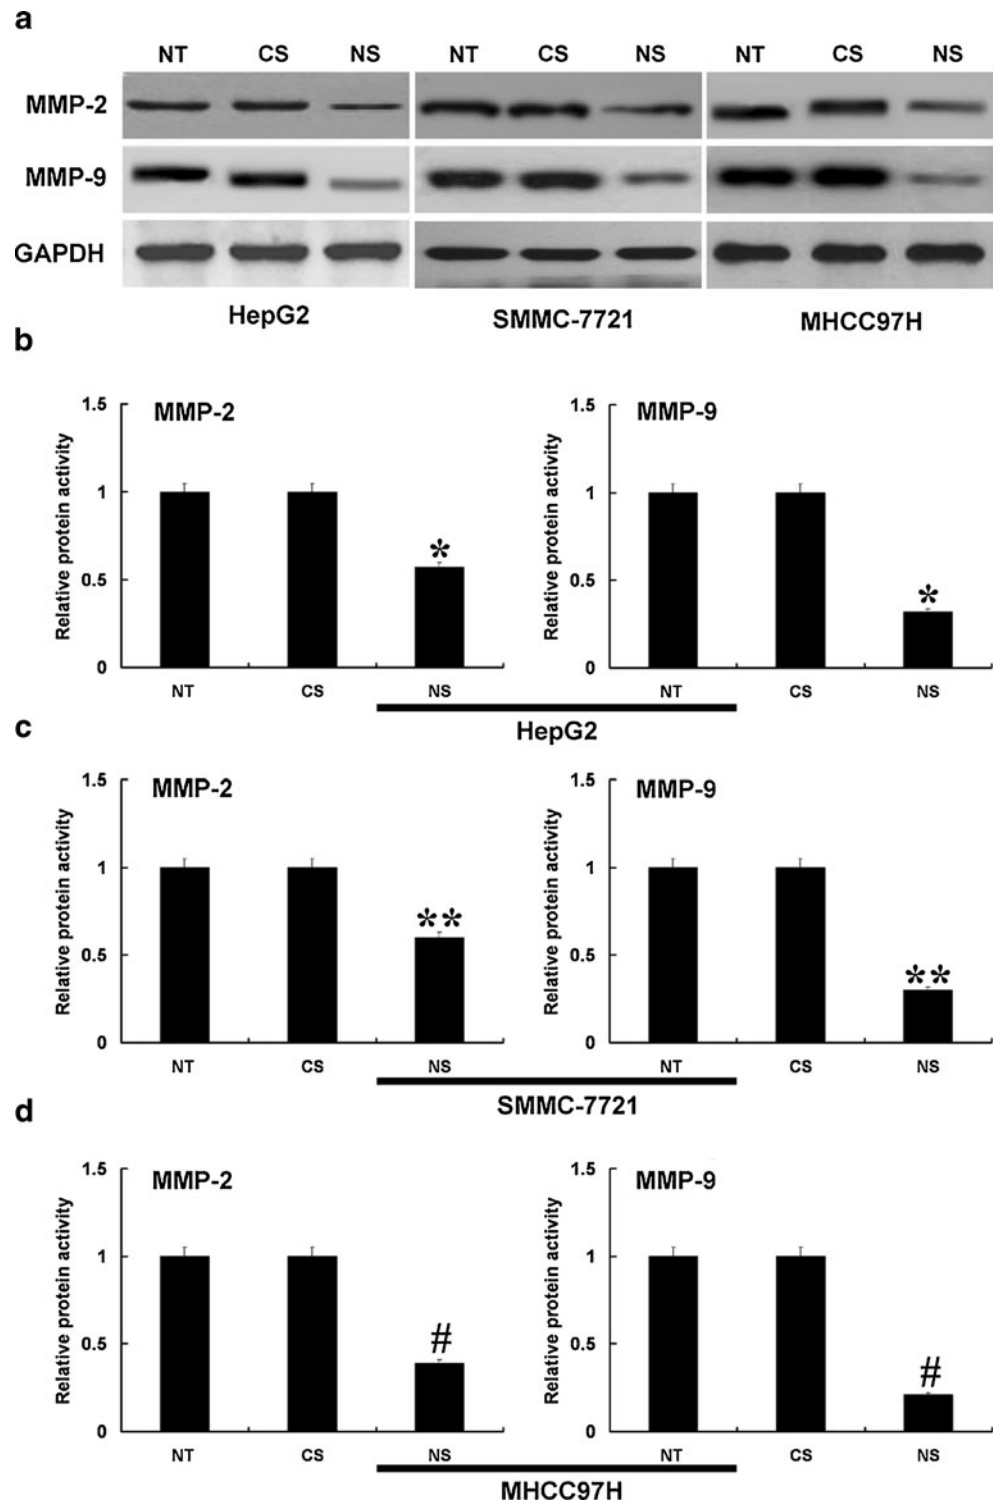 a
NT CS NS NT CS NS NT CS NS
MMP-2
MMP-9
GAPDH
HepG2 SMMC-7721 MHCC97H
b
MMP-2 MMP-9
Relative protein activity Relative protein activity
1.5 1.5
1 1
0.5 0.5
0 0
* *
NT CS NS NT CS NS
HepG2
c
MMP-2 MMP-9
Relative protein activity Relative protein activity
1.5 1.5
1 1
0.5 0.5
0 0
** **
NT CS NS NT CS NS
SMMC-7721
d
MMP-2 MMP-9
Relative protein activity Relative protein activity
1.5 1.5
1 1
0.5 0.5
0 0
# #
NT CS NS NT CS NS
MHCC97H